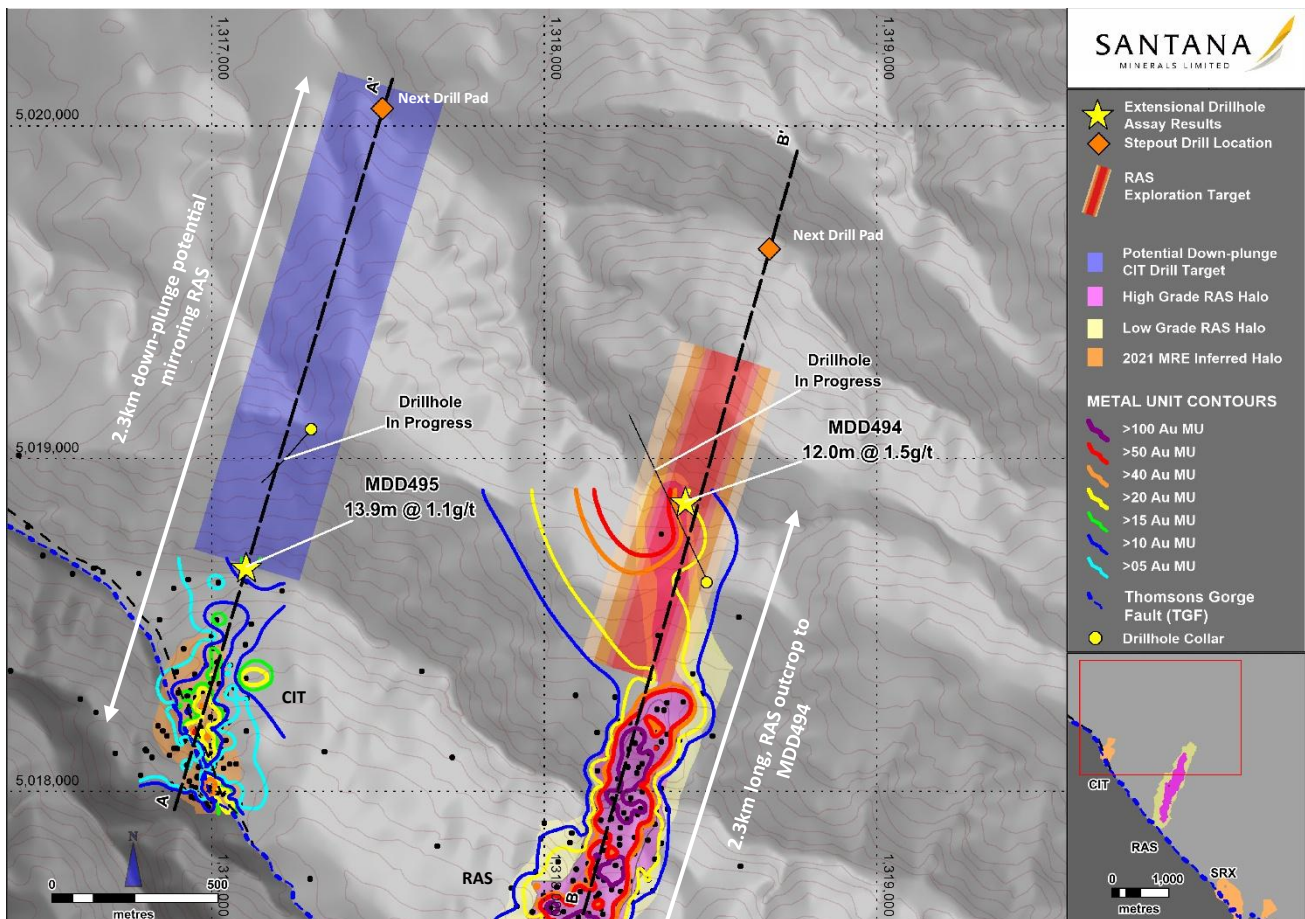 1,317,000
1,318,000
1,319,000
5,020,000
A'
Next Drill Pad
B'
Next Drill Pad
2.3km down-plunge potential
mirroring RAS
Drillhole
In Progress
Drillhole
In Progress
5,019,000
MDD494
12.0m @ 1.5g/t
MDD495
13.9m @ 1.1g/t
CIT
2.3km long, RAS outcrop to
MDD494
5,018,000
A
N
RAS
B
1,319,000
0 500
metres
SANTANA
MINERALS LIMITED
Extensional Drillhole
Assay Results
Stepout Drill Location
RAS
Exploration Target
Potential Down-plunge
CIT Drill Target
High Grade RAS Halo
Low Grade RAS Halo
2021 MRE Inferred Halo
METAL UNIT CONTOURS
>100 Au MU
>50 Au MU
>40 Au MU
>20 Au MU
>15 Au MU
>10 Au MU
>05 Au MU
Thomsons Gorge
Fault (TGF)
Drillhole Collar
CIT
RAS
SRX
0 1,000
metres